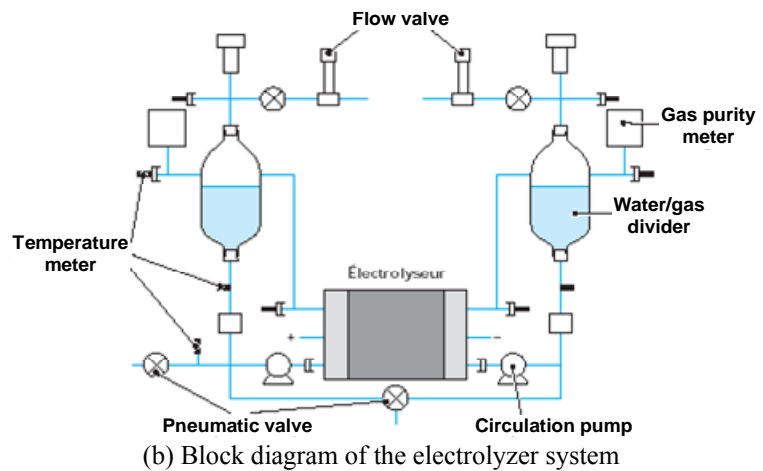 Flow valve
Gas purity
meter
Water/gas
divider
Temperature
meter
Électrolyseur
+
−
Pneumatic valve
Circulation pump
(b) Block diagram of the electrolyzer system